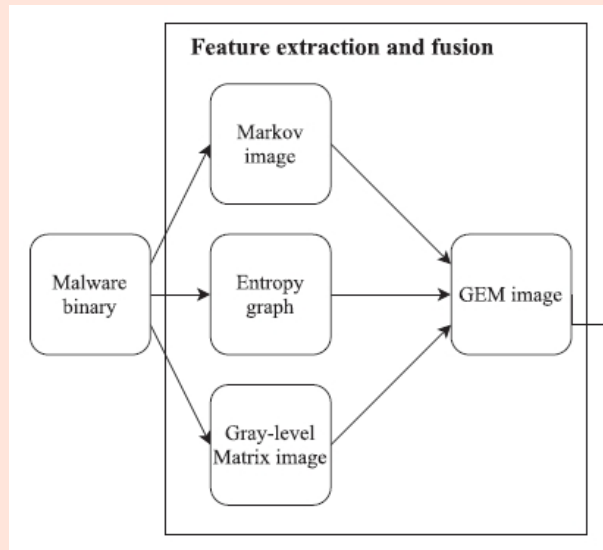 Feature extraction and fusion
Markov
image
Malware
binary
Entropy
graph
GEM image
Gray-level
Matrix image